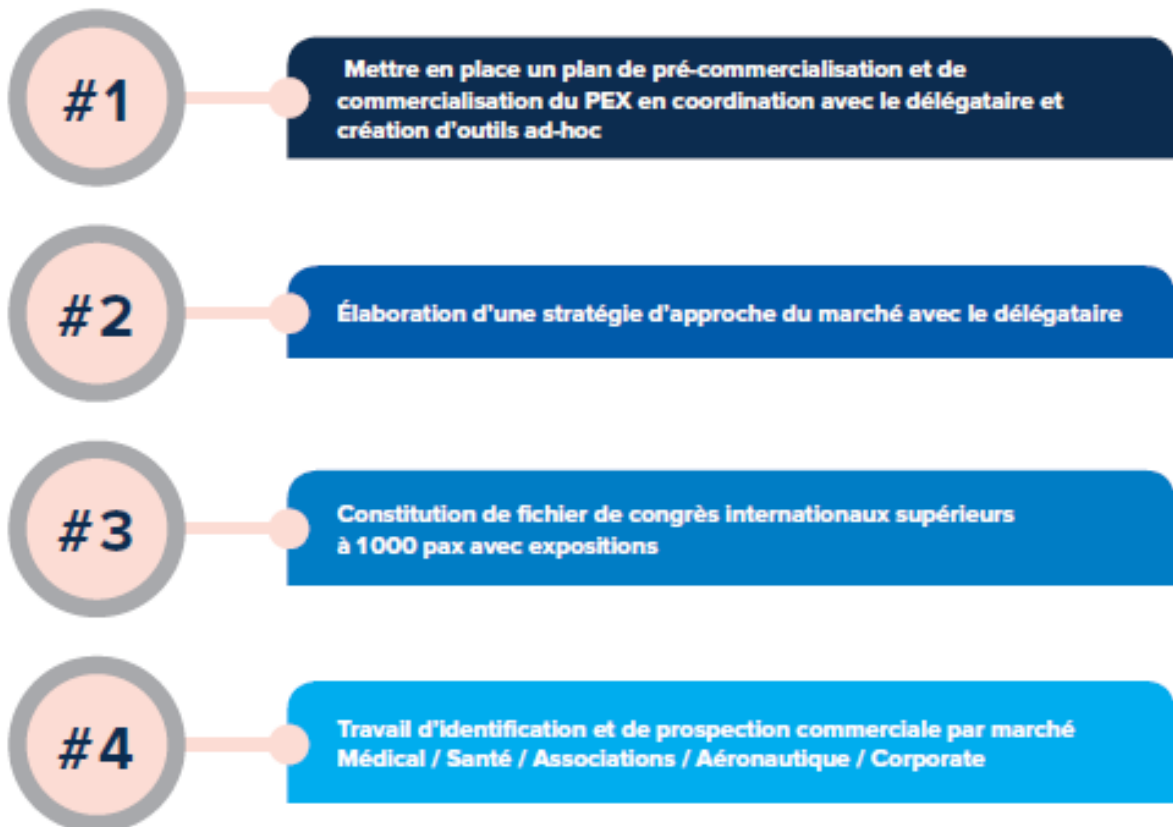 #1
Mettre en place un plan de pré-commercialisation et de
commercialisation du PEX en coordination avec le délégataire et
création d'outils ad-hoc
#2
Élaboration d'une stratégie d'approche du marché avec le délégataire
#3
Constitution de fichier de congrès internationaux supérieurs
à 1000 pax avec expositions
#4
Travail d'identification et de prospection commerciale par marché
Médical / Santé / Associations / Aéronautique / Corporate